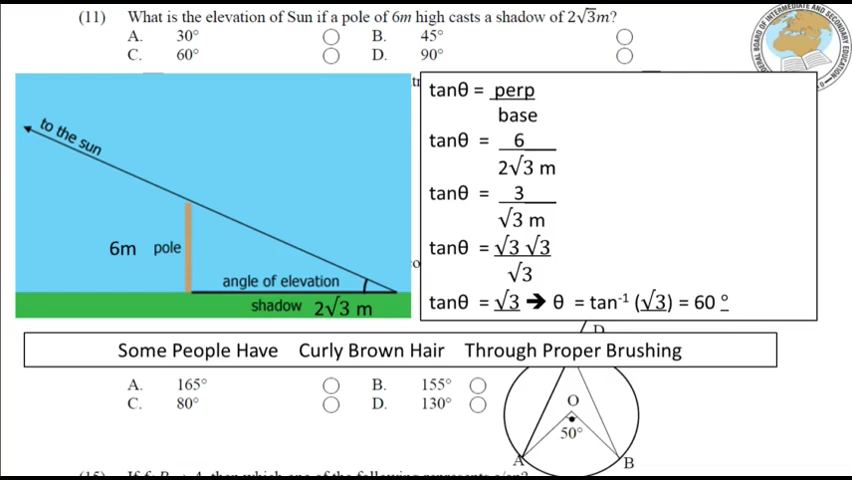 (11) What is the elevation of Sun if a pole of 6m high casts a shadow of 2√3m?
A. 30° B. 45°
C. 60° D. 90°
to the sun
6m pole
angle of elevation
shadow 2√3 m
tanθ = perp
base
tanθ = 6
2√3 m
tanθ = 3
√3 m
tanθ = √3 √3
√3
tanθ = √3 ➔ θ = tan⁻¹ (√3) = 60 °
Some People Have Curly Brown Hair Through Proper Brushing
A. 165° B. 155°
C. 80° D. 130°
D
O
50°
A
B